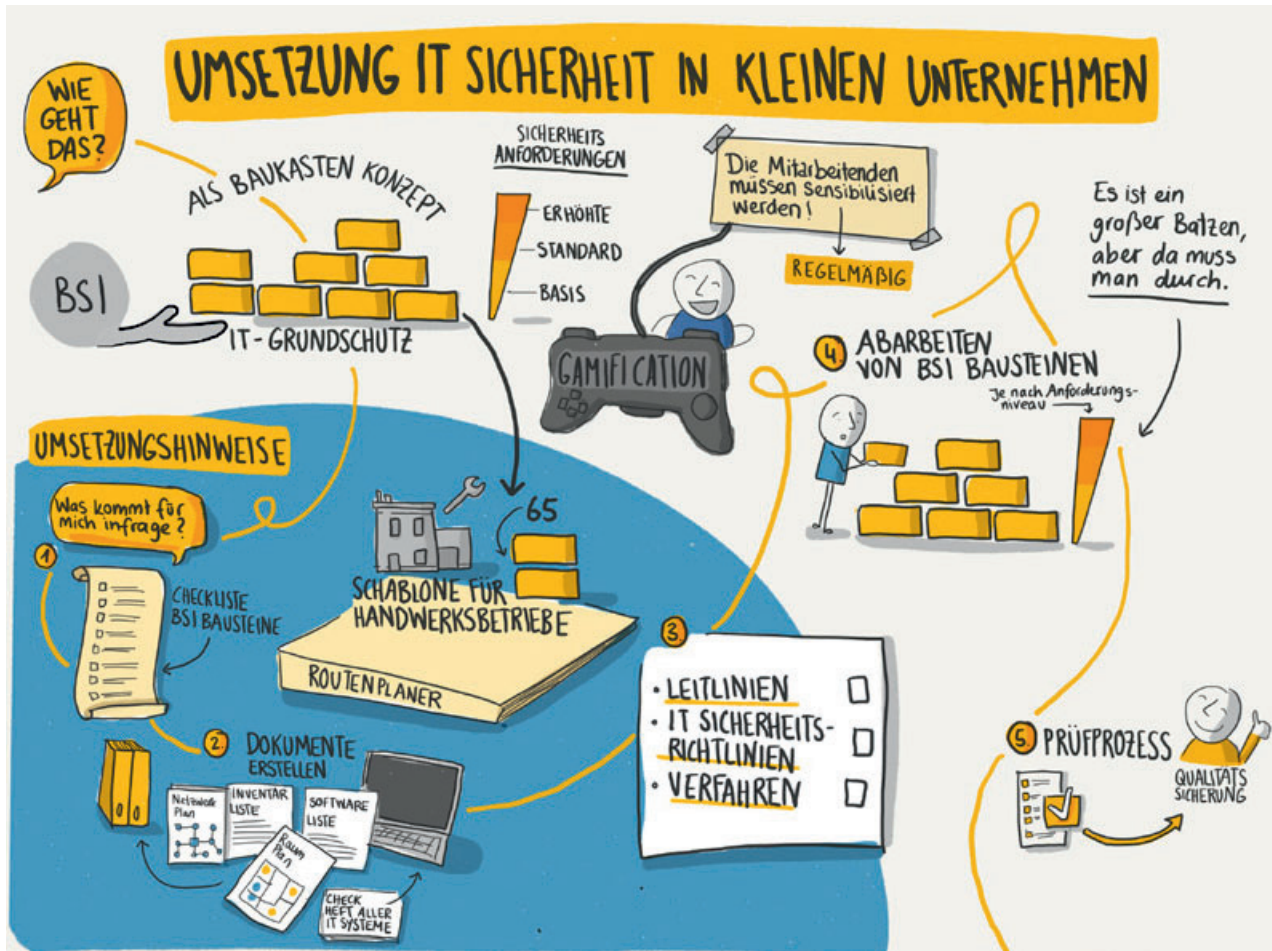 UMSETZUNG IT SICHERHEIT IN KLEINEN UNTERNEHMEN
WIE
GEHT
DAS?
ALS BAUKASTEN KONZEPT
BSI
IT-GRUNDSCHUTZ
SICHERHEITS
ANFORDERUNGEN
ERHÖHTE
STANDARD
BASIS
Die Mitarbeitenden
müssen sensibilisiert
werden!
REGELMÄßIG
GAMIFICATION
Es ist ein
großer Batzen,
aber da muss
man durch.
4.
ABARBEITEN
VON BSI BAUSTEINEN
Je nach Anforderungs-
niveau
UMSETZUNGSHINWEISE
Was kommt für
mich infrage?
1
CHECKLISTE
BSI BAUSTEINE
65
SCHABLONE FÜR
HANDWERKSBETRIEBE
ROUTENPLANER
2.
DOKUMENTE
ERSTELLEN
Netzwerk
Plan
INVENTAR
LISTE
SOFTWARE
LISTE
Raum
Plan
CHECK
HEFT ALLER
IT SYSTEME
3.
• LEITLINIEN
• IT SICHERHEITS-
RICHTLINIEN
• VERFAHREN
5.
PRÜFPROZESS
QUALITÄTS
SICHERUNG